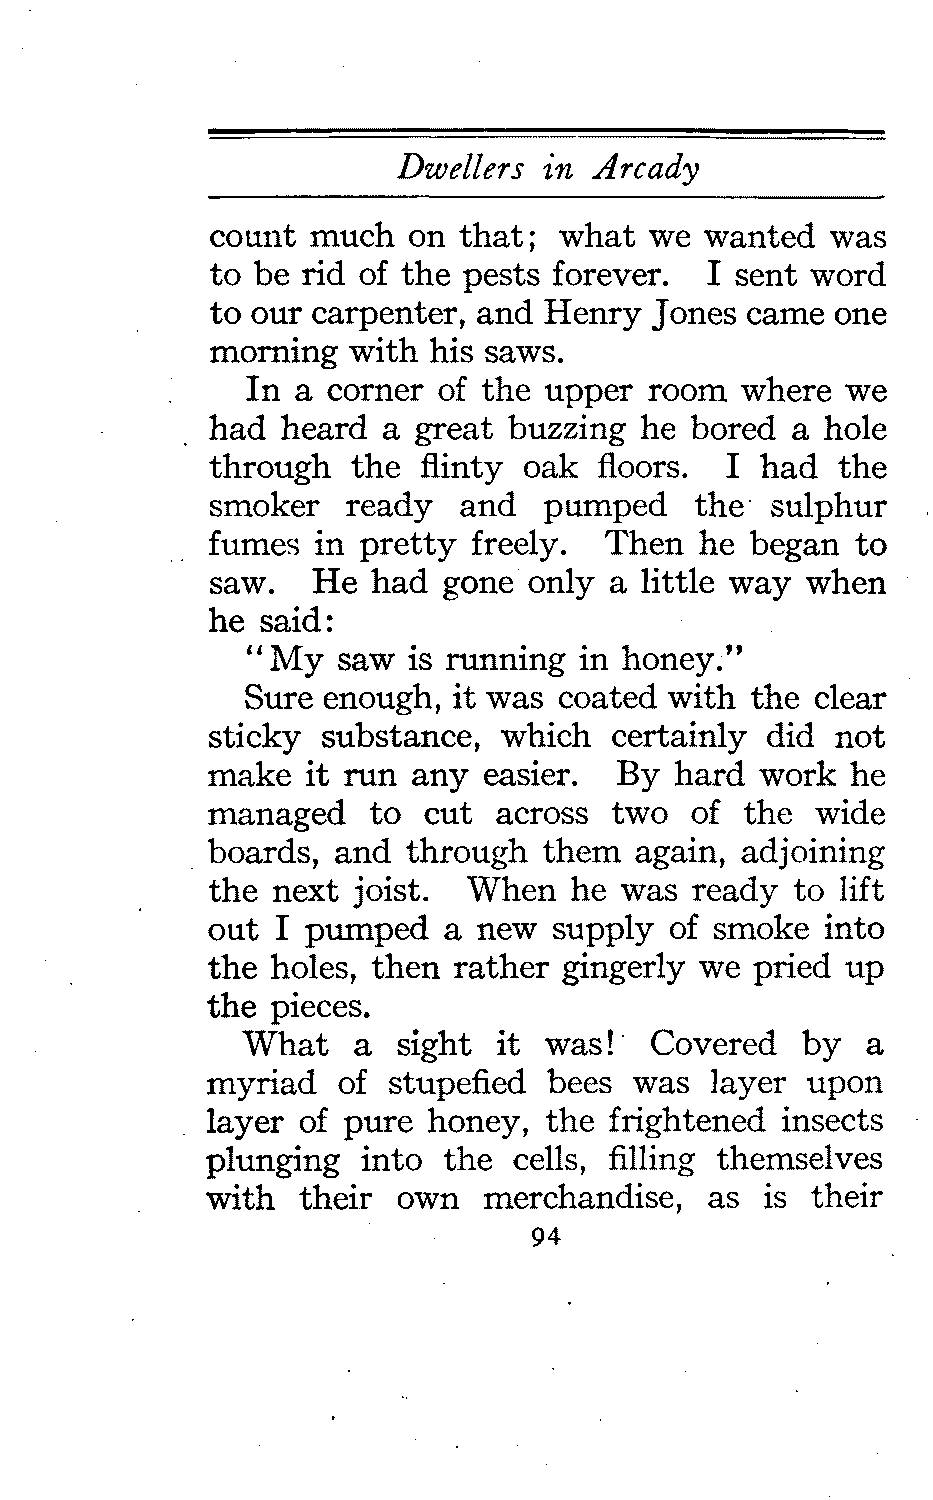 Dwellers in Arcady
count much on that; what we wanted was
to be rid of the pests forever. I sent word
to our carpenter, and Henry Jones came one
morning with his saws.
In a corner of the upper room where we
had heard a great buzzing he bored a hole
through the flinty oak floors. I had the
smoker ready and pumped the sulphur
fumes in pretty freely. Then he began to
saw. He had gone only a little way when
he said:
"My saw is running in honey."
Sure enough, it was coated with the clear
sticky substance, which certainly did not
make it run any easier. By hard work he
managed to cut across two of the wide
boards, and through them again, adjoining
the next joist. When he was ready to lift
out I pumped a new supply of smoke into
the holes, then rather gingerly we pried up
the pieces.
What a sight it was! Covered by a
myriad of stupefied bees was layer upon
layer of pure honey, the frightened insects
plunging into the cells, filling themselves
with their own merchandise, as is their
94